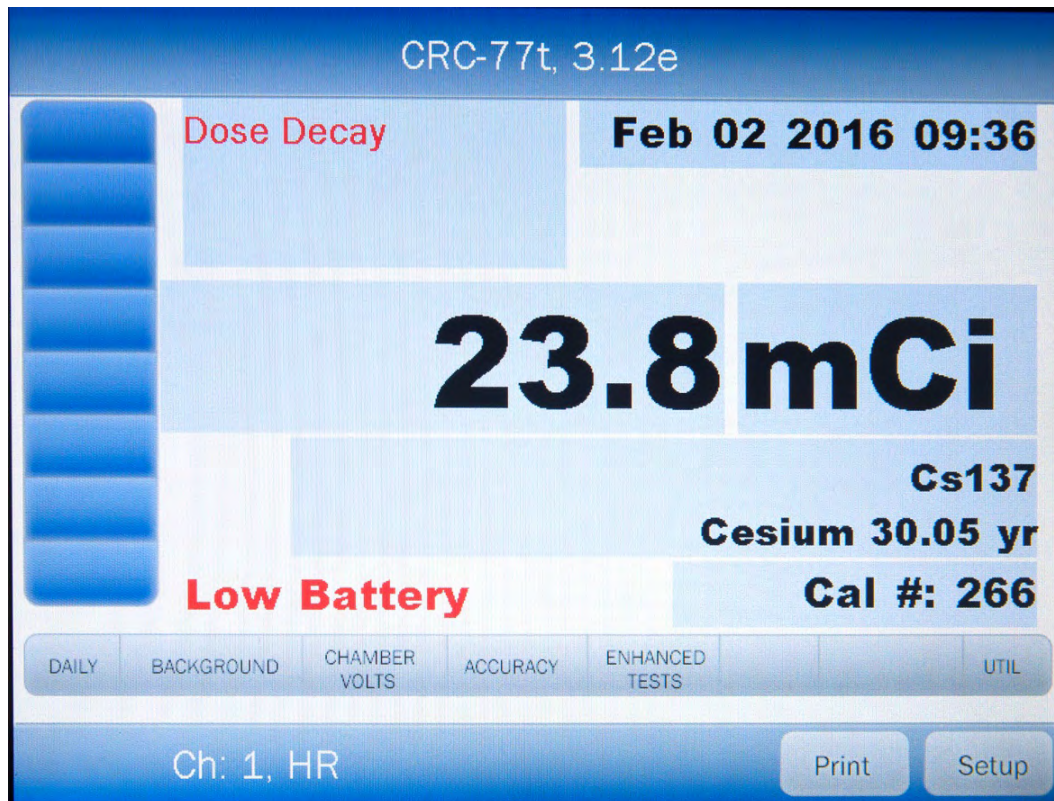 CRC-77t, 3.12e
Dose Decay
Feb 02 2016 09:36
23.8 mCi
Cs137
Cesium 30.05 yr
Low Battery
Cal #: 266
DAILY
BACKGROUND
CHAMBER
VOLTS
ACCURACY
ENHANCED
TESTS
UTIL
Ch: 1, HR
Print
Setup